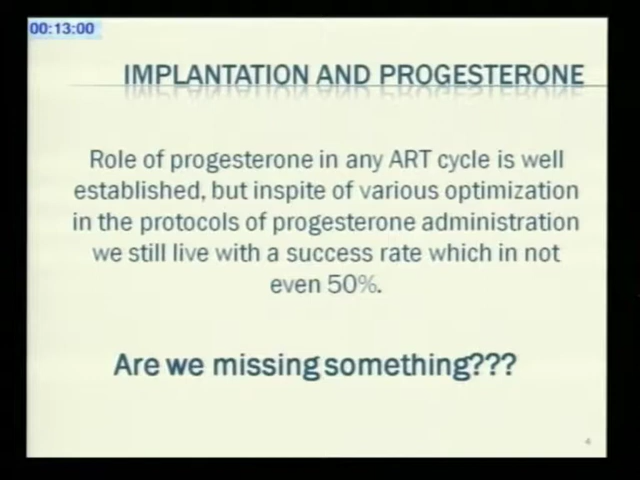 00:13:00
IMPLANTATION AND PROGESTERONE
Role of progesterone in any ART cycle is well
established, but inspite of various optimization
in the protocols of progesterone administration
we still live with a success rate which in not
even 50%.
Are we missing something???
4